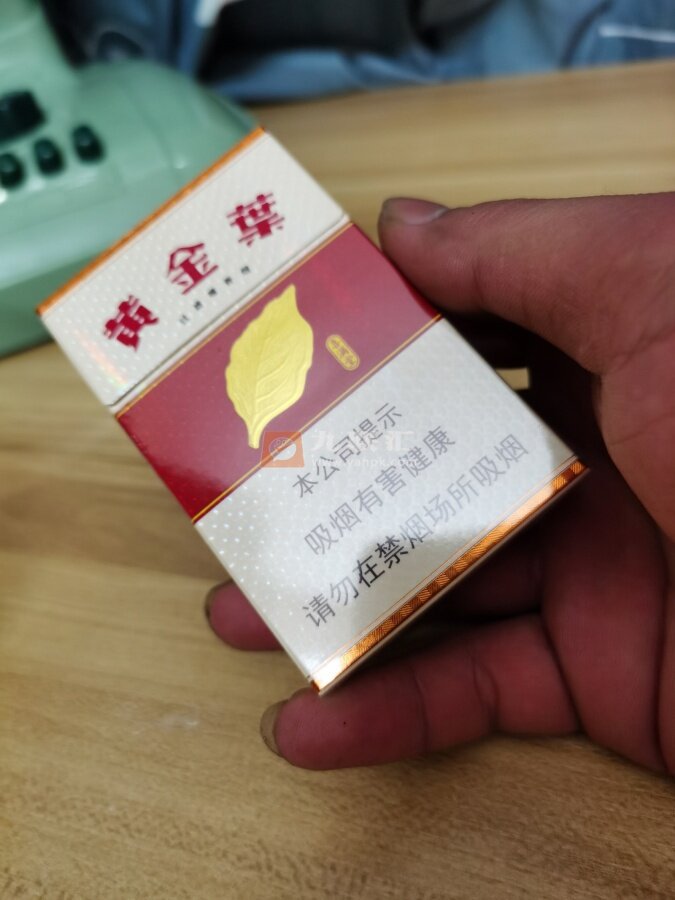 黄金葉
本公司提示
吸烟有害健康
请勿在禁烟场所吸烟